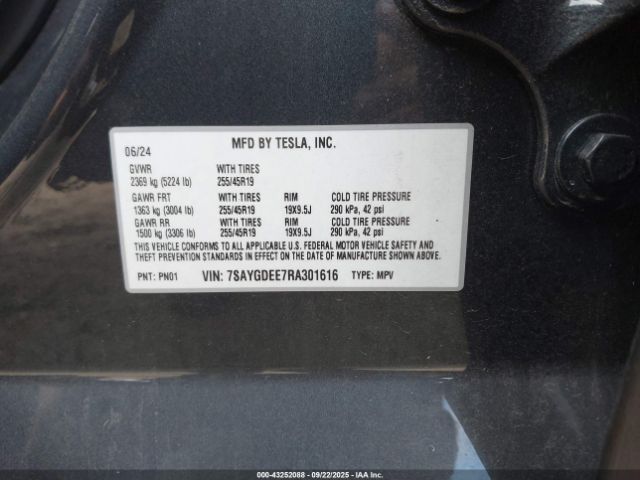 06/24 MFD BY TESLA, INC.
GVWR WITH TIRES
2369 kg (5224 lb) 255/45R19
GAWR FRT WITH TIRES RIM COLD TIRE PRESSURE
1363 kg (3004 lb) 255/45R19 19X9.5J 290 kPa, 42 psi
GAWR RR WITH TIRES RIM COLD TIRE PRESSURE
1500 kg (3306 lb) 255/45R19 19X9.5J 290 kPa, 42 psi
THIS VEHICLE CONFORMS TO ALL APPLICABLE U.S. FEDERAL MOTOR VEHICLE SAFETY AND
THEFT PREVENTION STANDARDS IN EFFECT ON THE DATE OF MANUFACTURE SHOWN ABOVE.
PNT: PN01 VIN: 7SAYGDEE7RA301616 TYPE: MPV
© IAA - 43252088 - 09/22/2025 - IAAI.COM